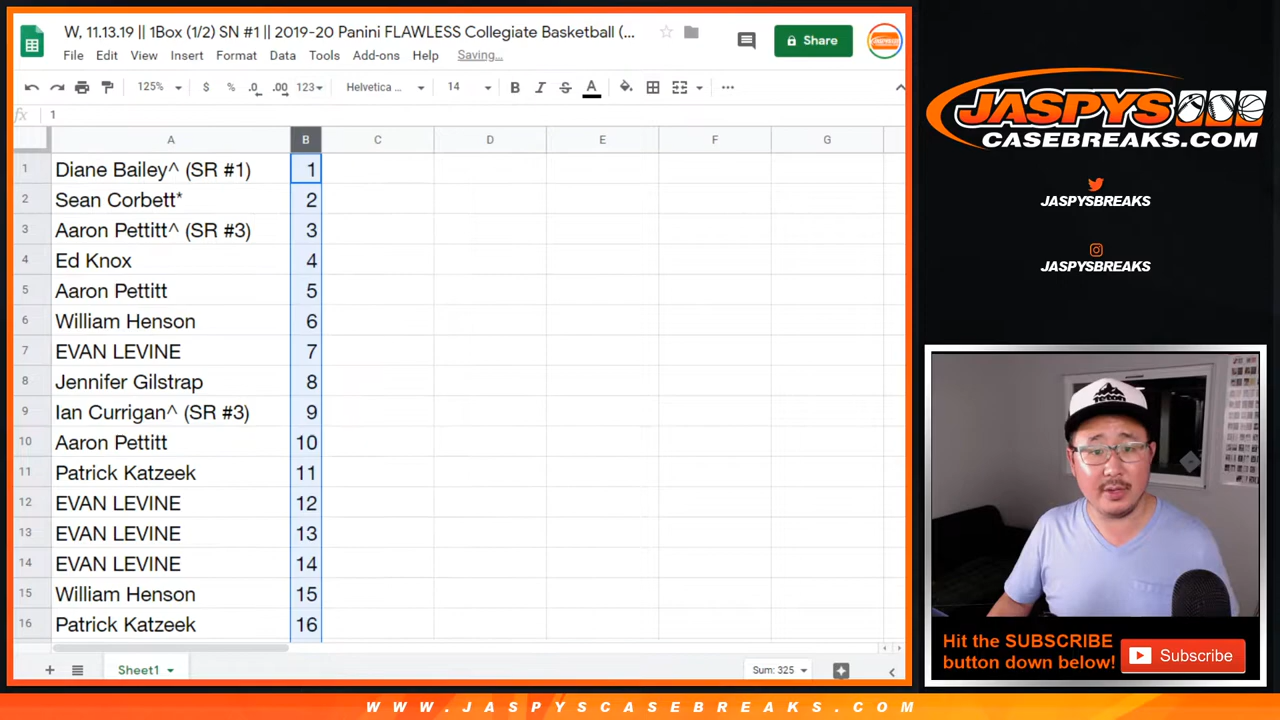 W, 11.13.19 || 1Box (1/2) SN #1 || 2019-20 Panini FLAWLESS Collegiate Basketball (...
File Edit View Insert Format Data Tools Add-ons Help Saving...
Share
125% $ % .0 .00 123 Helvetica ... 14 B I S A ...
fx 1
A B C D E F G
1 Diane Bailey^ (SR #1) 1
2 Sean Corbett* 2
3 Aaron Pettitt^ (SR #3) 3
4 Ed Knox 4
5 Aaron Pettitt 5
6 William Henson 6
7 EVAN LEVINE 7
8 Jennifer Gilstrap 8
9 Ian Currigan^ (SR #3) 9
10 Aaron Pettitt 10
11 Patrick Katzeek 11
12 EVAN LEVINE 12
13 EVAN LEVINE 13
14 EVAN LEVINE 14
15 William Henson 15
16 Patrick Katzeek 16
Sheet1 Sum: 325
JASPYS
CASEBREAKS.COM
JASPYSBREAKS
JASPYSBREAKS
Teton
Hit the SUBSCRIBE
button down below!
Subscribe
WWW.JASPYSCASEBREAKS.COM